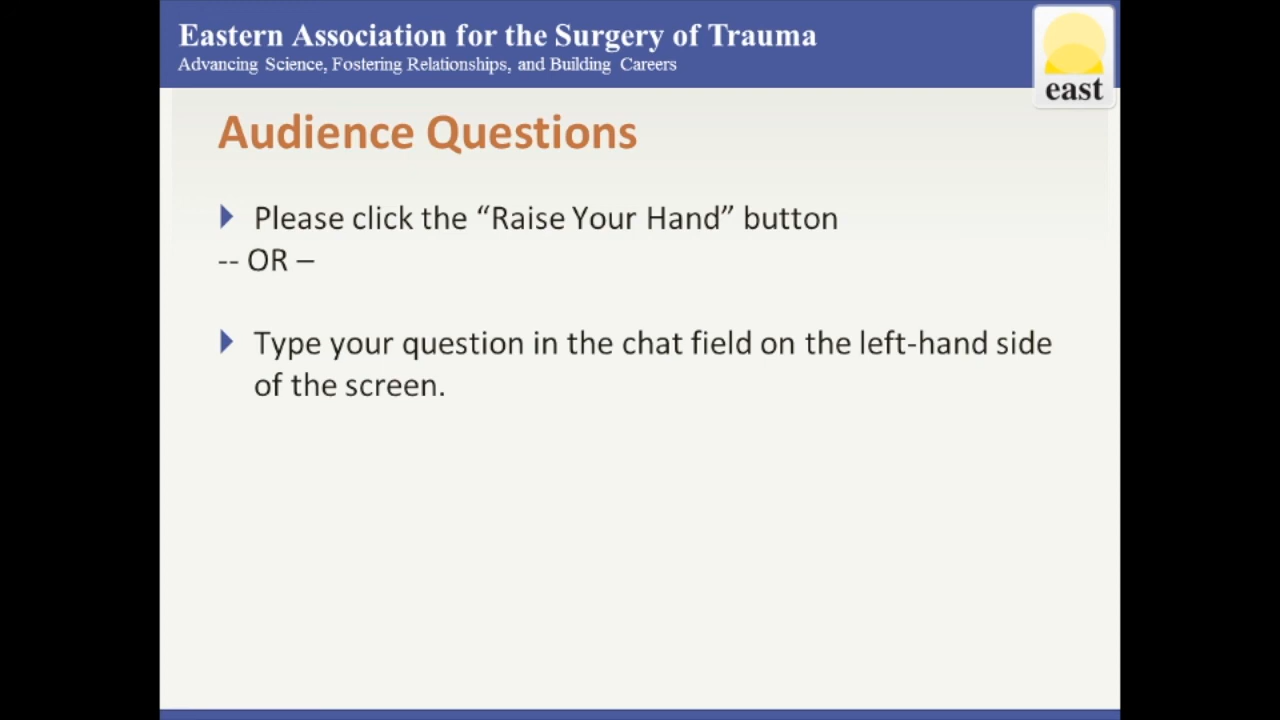 Eastern Association for the Surgery of Trauma
Advancing Science, Fostering Relationships, and Building Careers
east
Audience Questions
Please click the “Raise Your Hand” button
-- OR –
Type your question in the chat field on the left-hand side
of the screen.